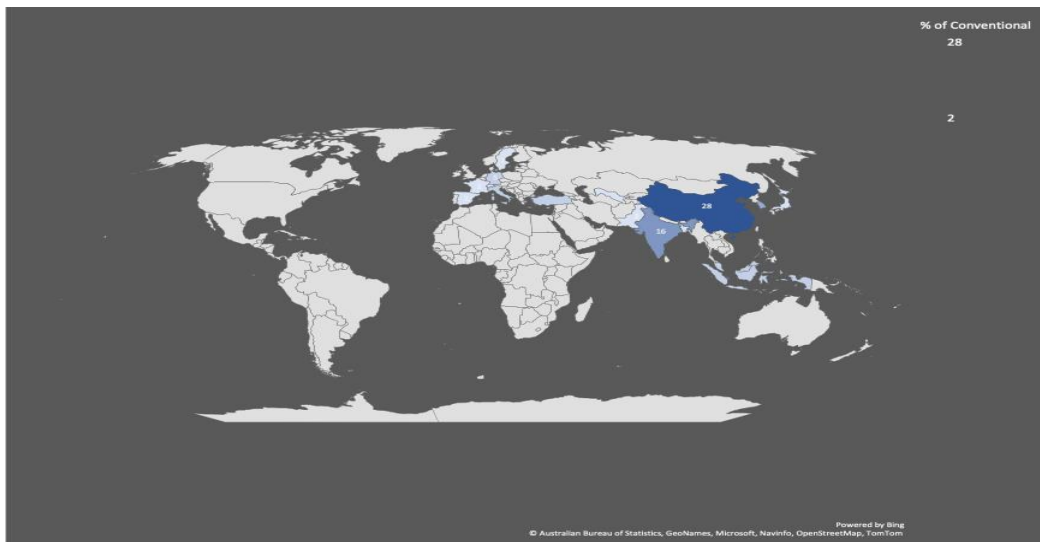 % of Conventional
28
2
28
16
Powered by Bing
© Australian Bureau of Statistics, GeoNames, Microsoft, Navinfo, OpenStreetMap, TomTom